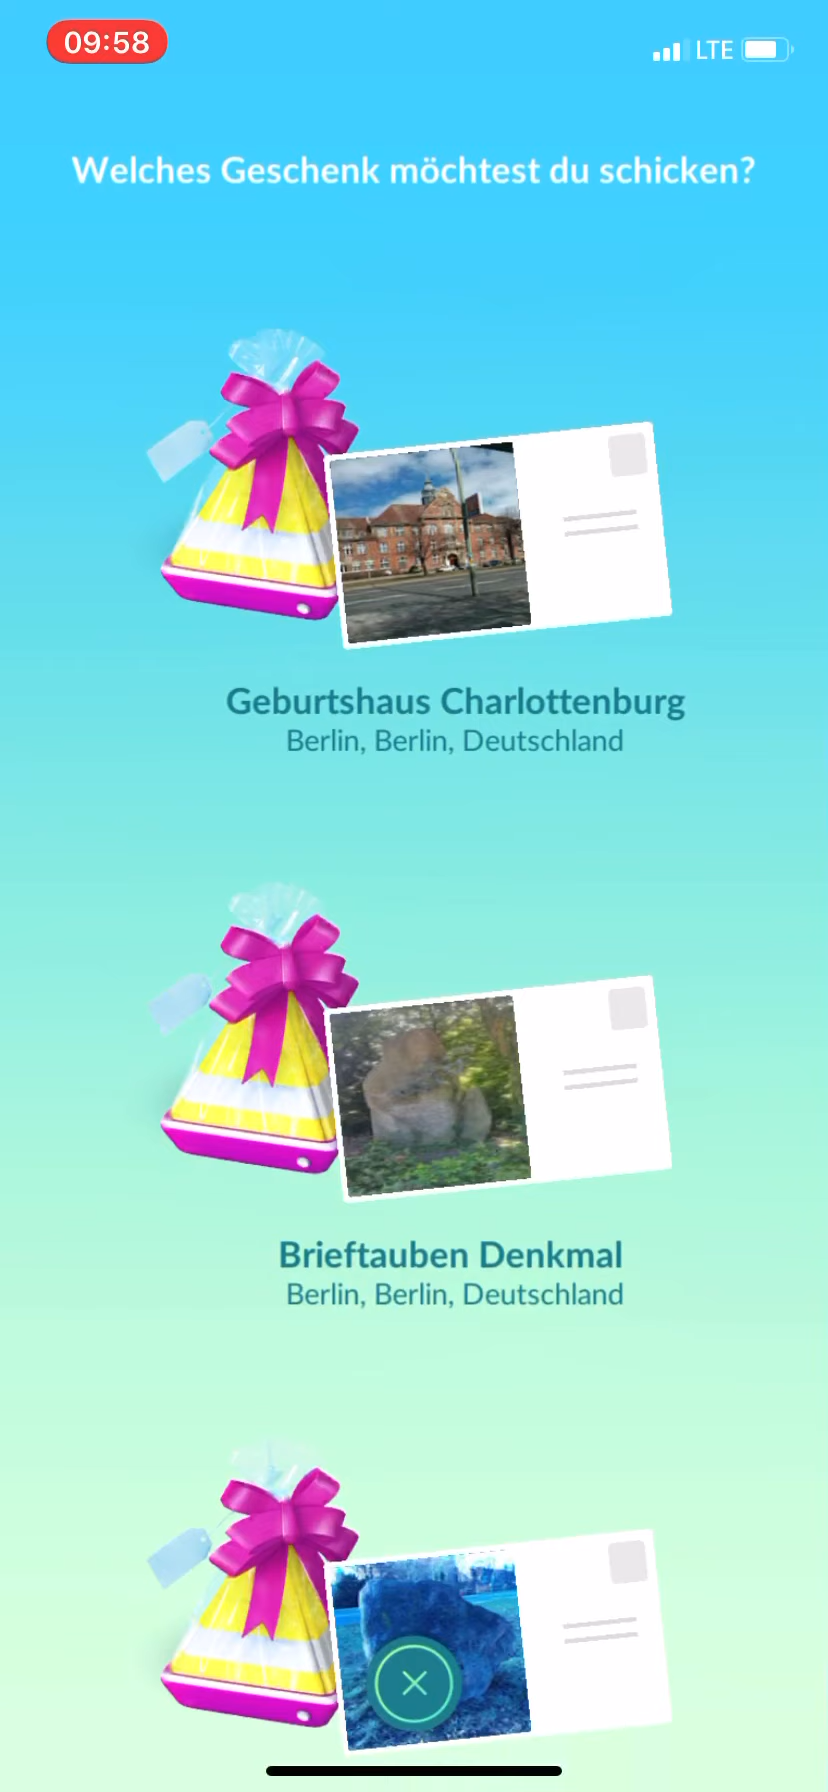 09:58
LTE
Welches Geschenk möchtest du schicken?
Geburtshaus Charlottenburg
Berlin, Berlin, Deutschland
Brieftauben Denkmal
Berlin, Berlin, Deutschland